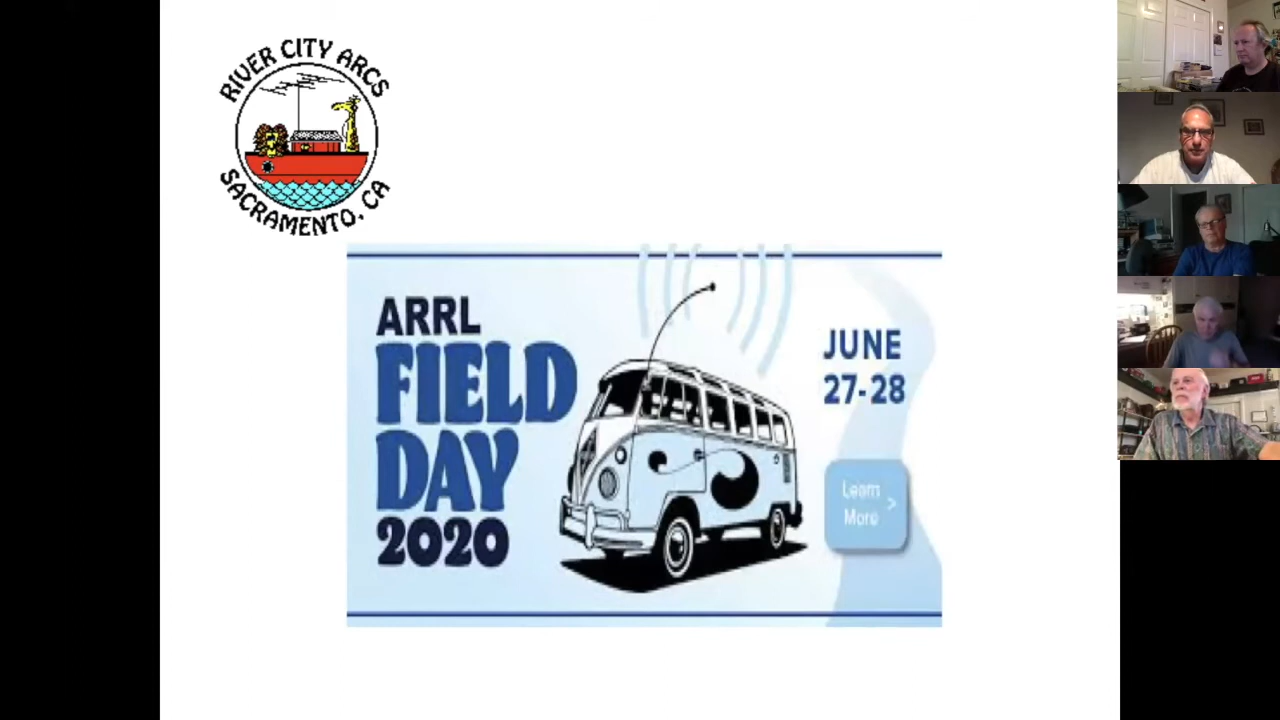 RIVER CITY ARCS
SACRAMENTO, CA
ARRL
FIELD
DAY
2020
JUNE
27-28
Learn
More >